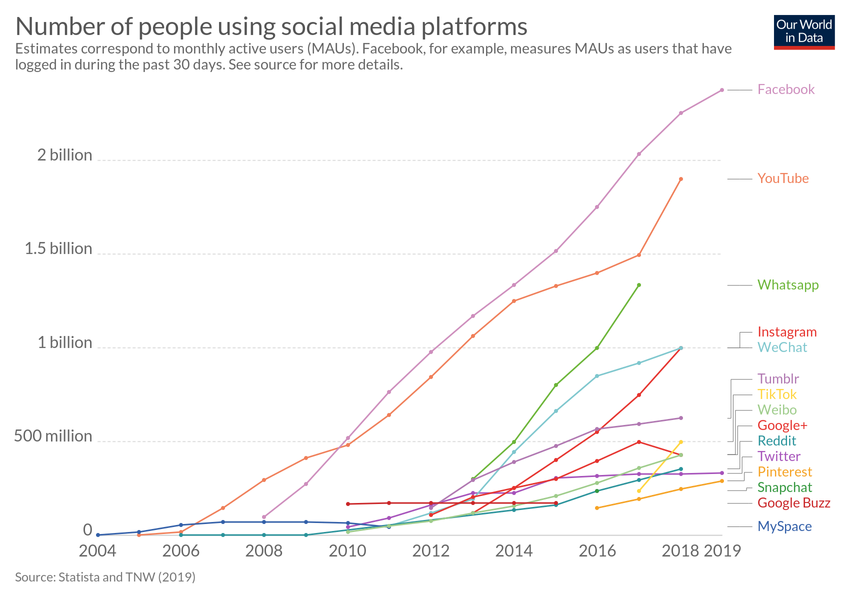 Number of people using social media platforms
Estimates correspond to monthly active users (MAUs). Facebook, for example, measures MAUs as users that have
logged in during the past 30 days. See source for more details.
Our World
in Data
Facebook
2 billion
YouTube
1.5 billion
Whatsapp
Instagram
1 billion
WeChat
Tumblr
TikTok
Weibo
Google+
500 million
Reddit
Twitter
Pinterest
Snapchat
Google Buzz
MySpace
0
2004 2006 2008 2010 2012 2014 2016 2018 2019
Source: Statista and TNW (2019)